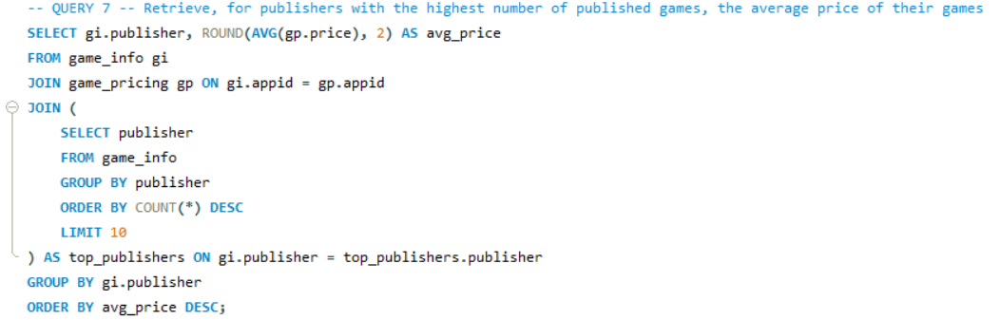 -- QUERY 7 -- Retrieve, for publishers with the highest number of published games, the average price of their games
SELECT gi.publisher, ROUND(AVG(gp.price), 2) AS avg_price
FROM game_info gi
JOIN game_pricing gp ON gi.appid = gp.appid
JOIN (
    SELECT publisher
    FROM game_info
    GROUP BY publisher
    ORDER BY COUNT(*) DESC
    LIMIT 10
) AS top_publishers ON gi.publisher = top_publishers.publisher
GROUP BY gi.publisher
ORDER BY avg_price DESC;